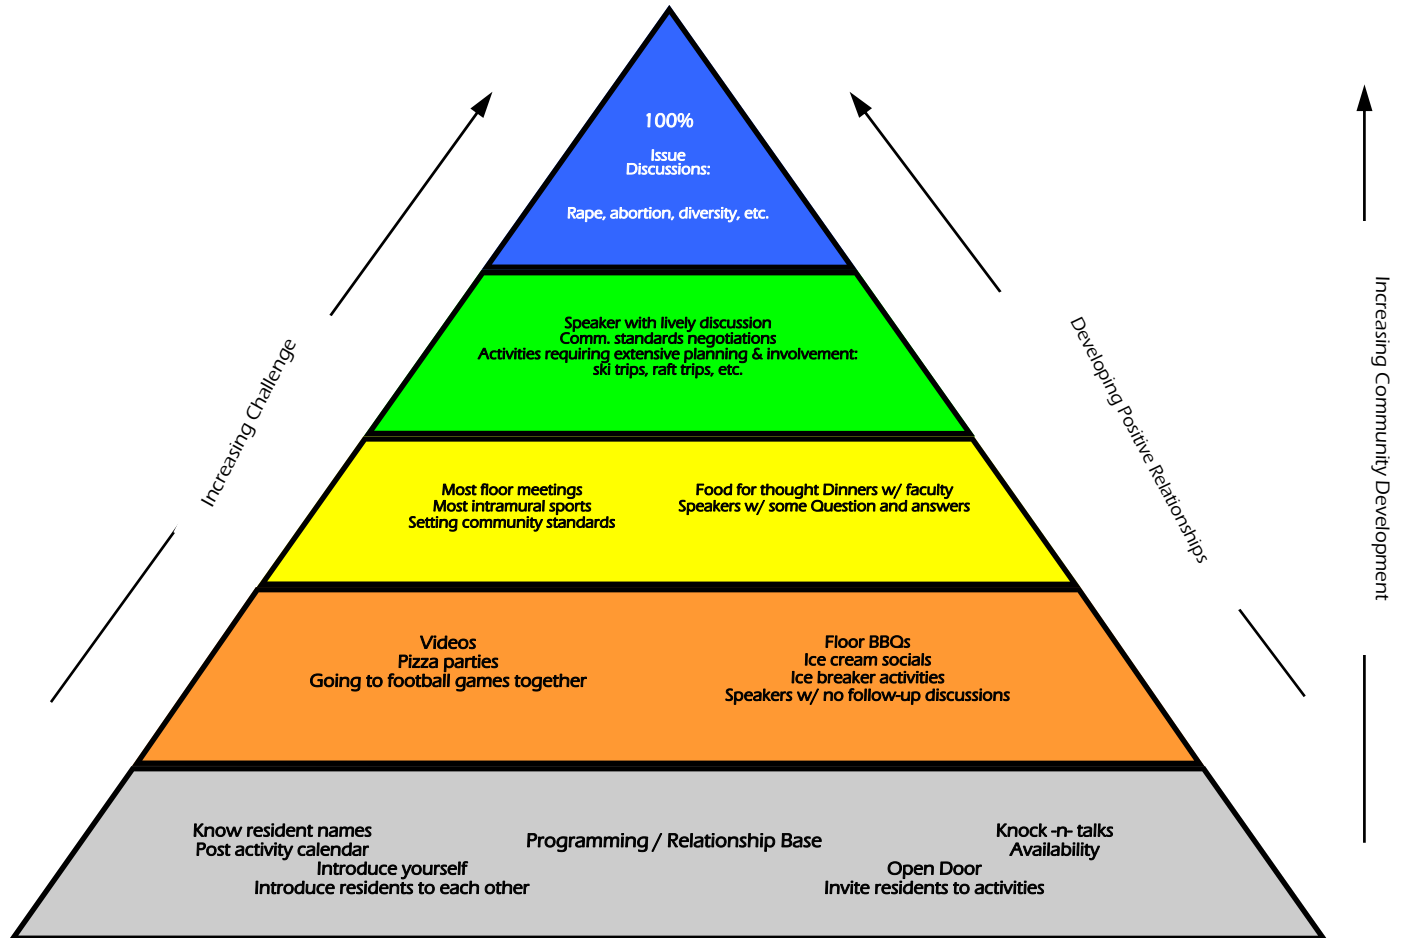 100%
Issue
Discussions:
Rape, abortion, diversity, etc.
Speaker with lively discussion
Comm. standards negotiations
Activities requiring extensive planning & involvement:
ski trips, raft trips, etc.
Increasing Challenge
Developing Positive Relationships
Increasing Community Development
Most floor meetings
Most intramural sports
Setting community standards
Food for thought Dinners w/ faculty
Speakers w/ some Question and answers
Videos
Pizza parties
Going to football games together
Floor BBQs
Ice cream socials
Ice breaker activities
Speakers w/ no follow-up discussions
Know resident names
Post activity calendar
Introduce yourself
Introduce residents to each other
Programming / Relationship Base
Knock -n- talks
Availability
Open Door
Invite residents to activities